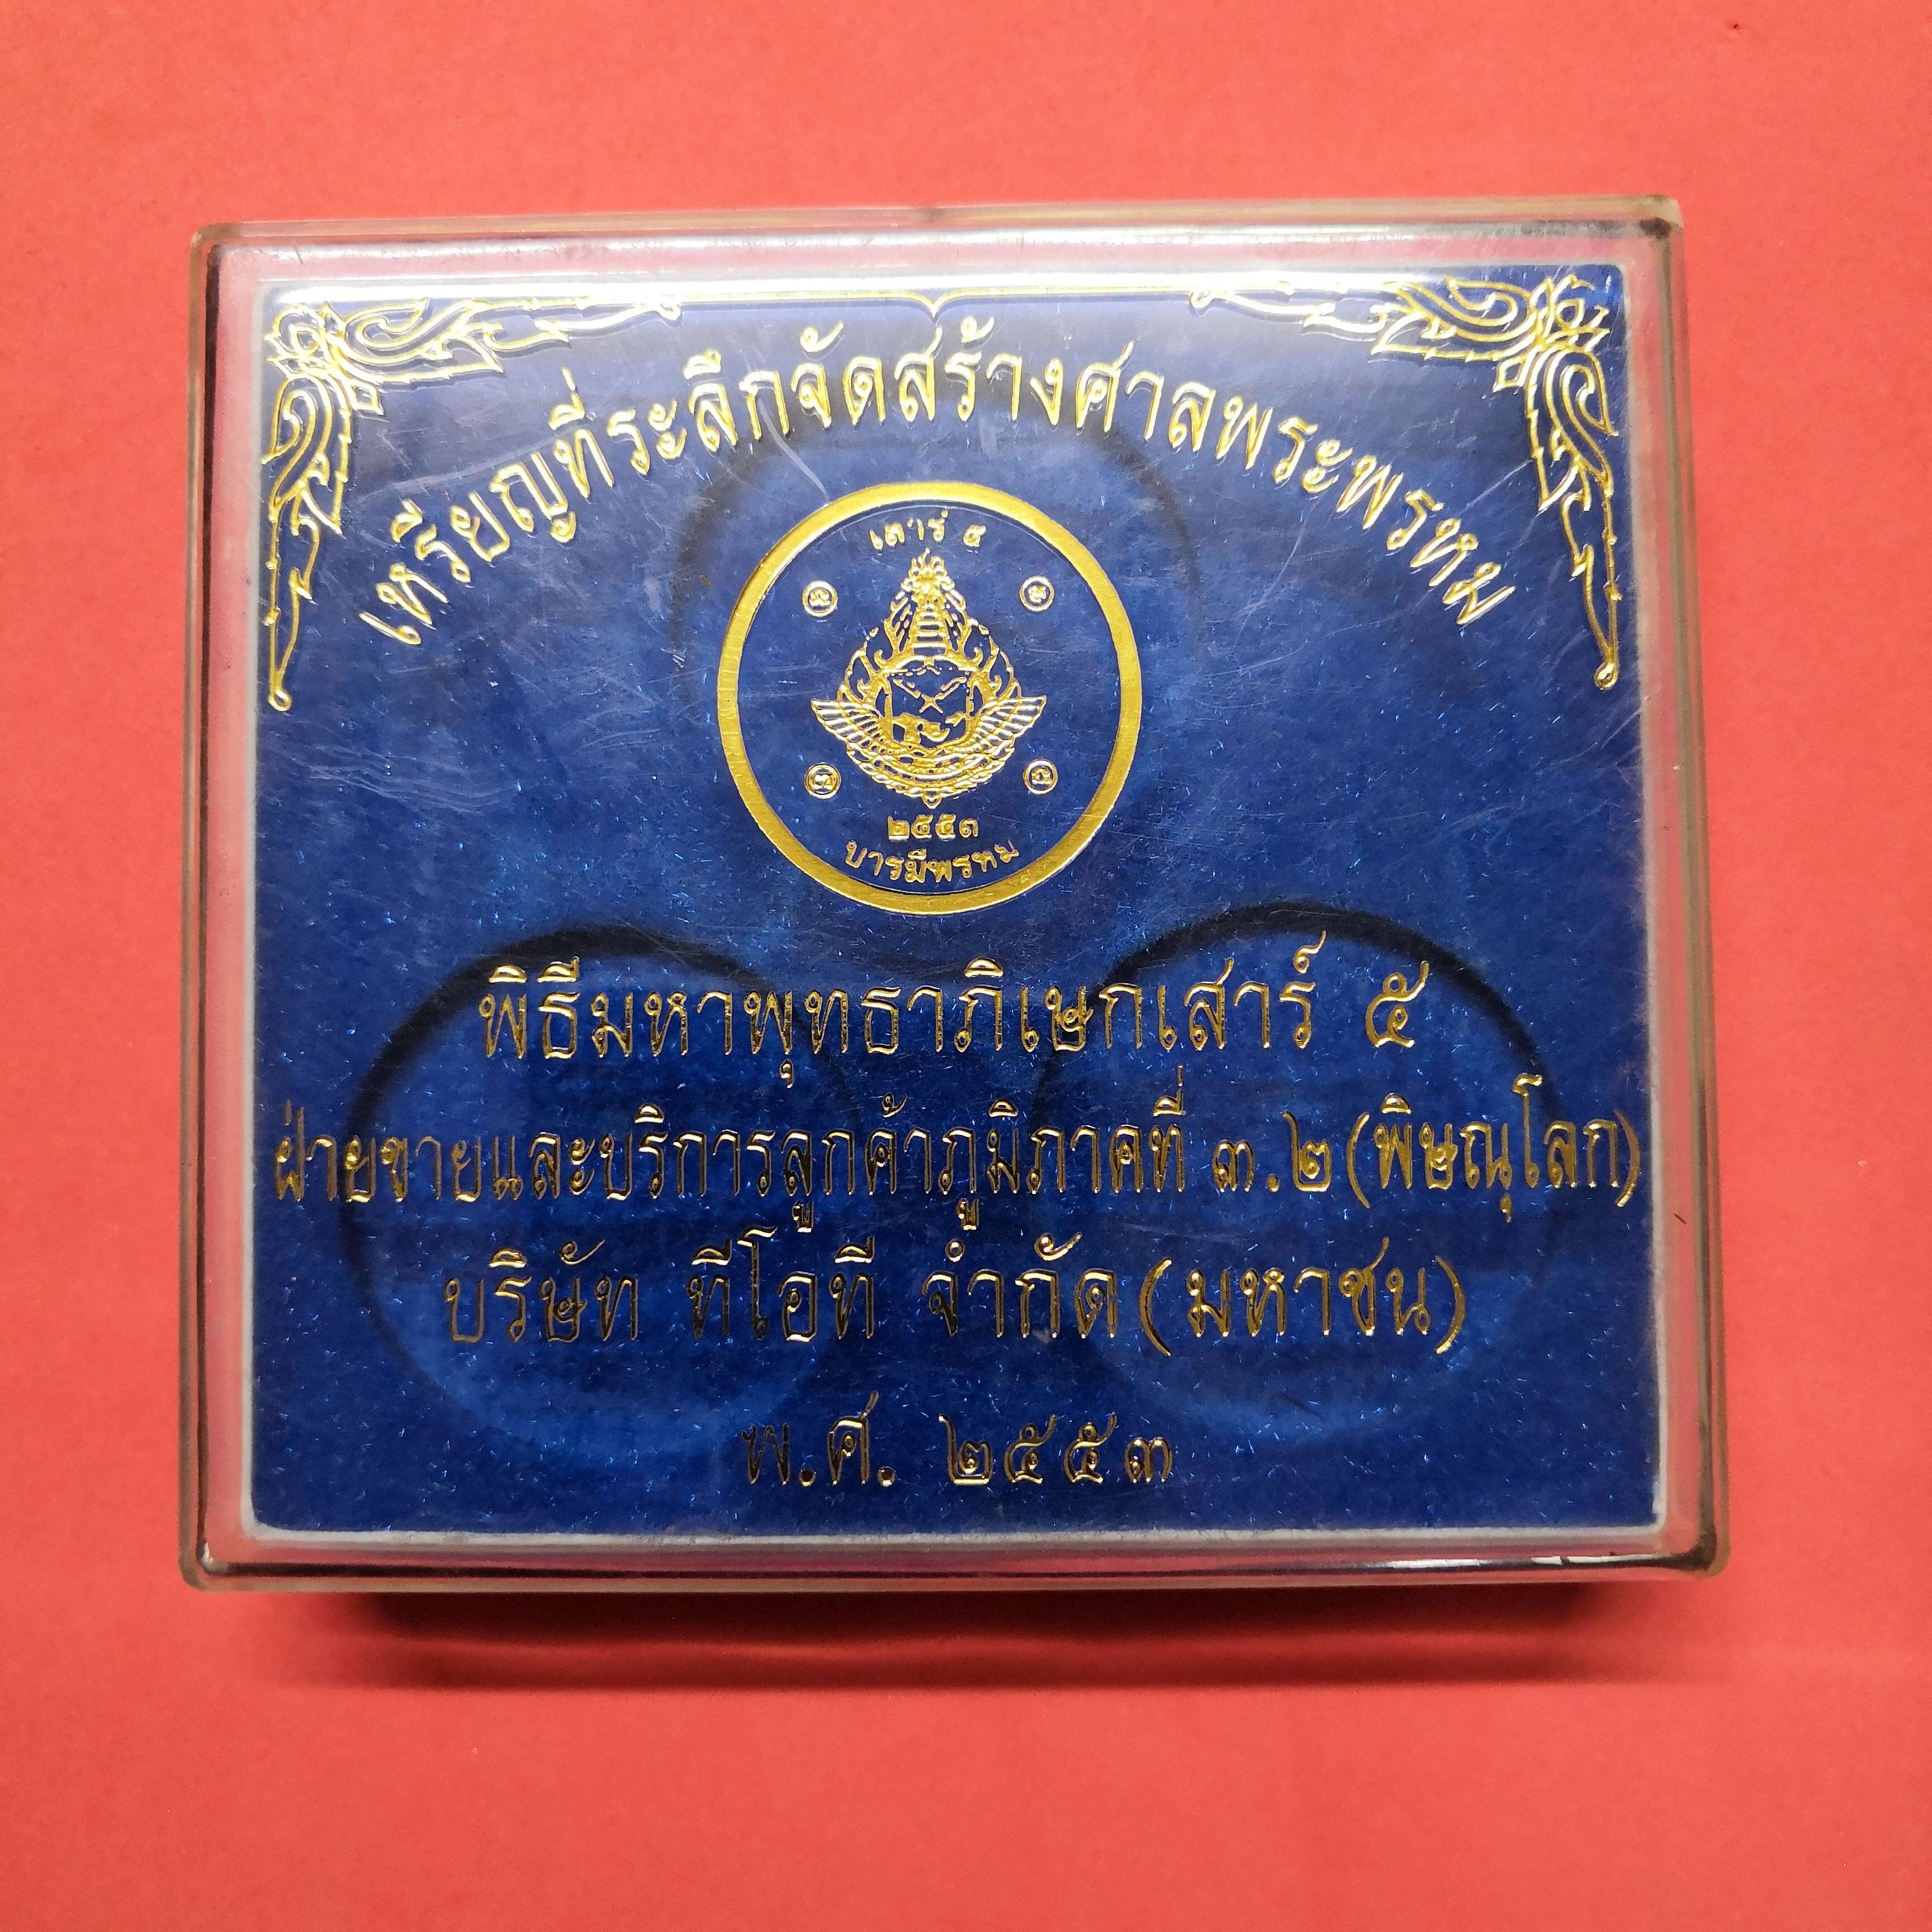 เหรียญที่ระลึกจัดสร้างศาลพระพรหม
เสาร์ ๕
๒๕๕๓
บารมีพรหม
พิธีมหาพุทธาภิเษกเสาร์ ๕
ฝ่ายขายและบริการลูกค้าภูมิภาคที่ ๓.๒ (พิษณุโลก)
บริษัท ทีโอที จำกัด (มหาชน)
พ.ศ. ๒๕๕๓